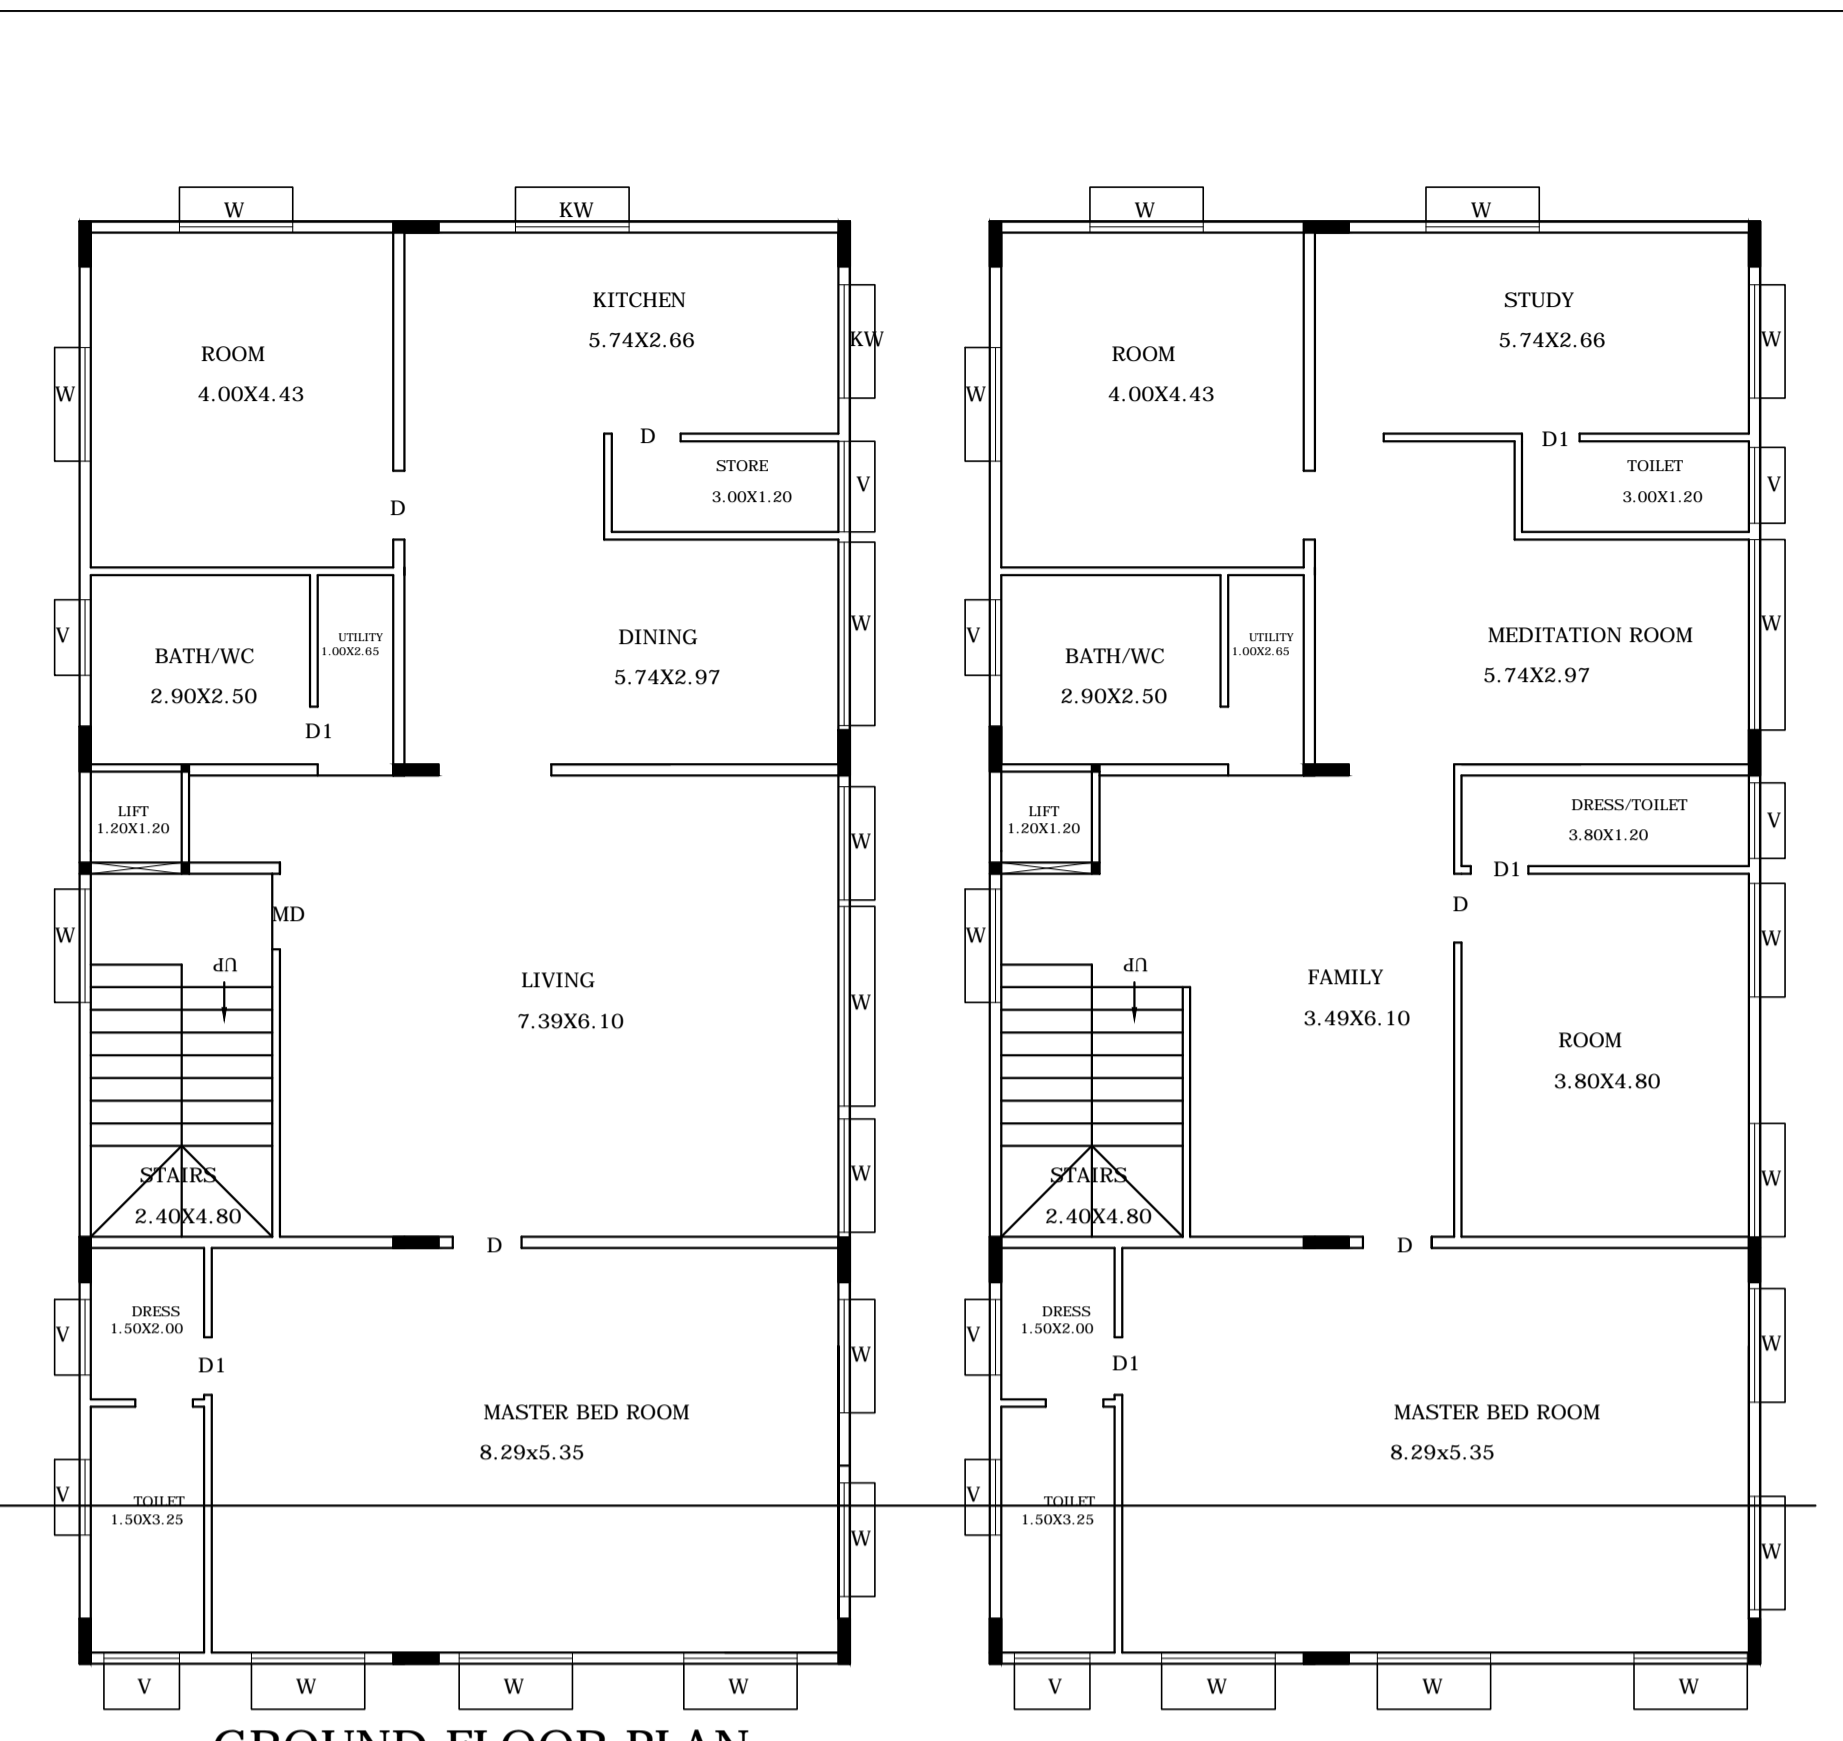 W
KW
KITCHEN
5.74X2.66
KW
ROOM
4.00X4.43
W
D
STORE
3.00X1.20
V
D
W
V
BATH/WC
2.90X2.50
UTILITY
1.00X2.65
DINING
5.74X2.97
D1
LIFT
1.20X1.20
W
MD
W
UP
LIVING
7.39X6.10
W
STAIRS
2.40X4.80
W
D
DRESS
1.50X2.00
V
D1
W
MASTER BED ROOM
8.29x5.35
V
TOILET
1.50X3.25
W
V
W
W
W
GROUND FLOOR PLAN
W
W
STUDY
5.74X2.66
W
ROOM
4.00X4.43
W
D1
TOILET
3.00X1.20
V
W
V
BATH/WC
2.90X2.50
UTILITY
1.00X2.65
MEDITATION ROOM
5.74X2.97
LIFT
1.20X1.20
DRESS/TOILET
3.80X1.20
V
D1
D
W
W
UP
FAMILY
3.49X6.10
ROOM
3.80X4.80
STAIRS
2.40X4.80
W
D
DRESS
1.50X2.00
V
D1
W
MASTER BED ROOM
8.29x5.35
V
TOILET
1.50X3.25
W
V
W
W
W